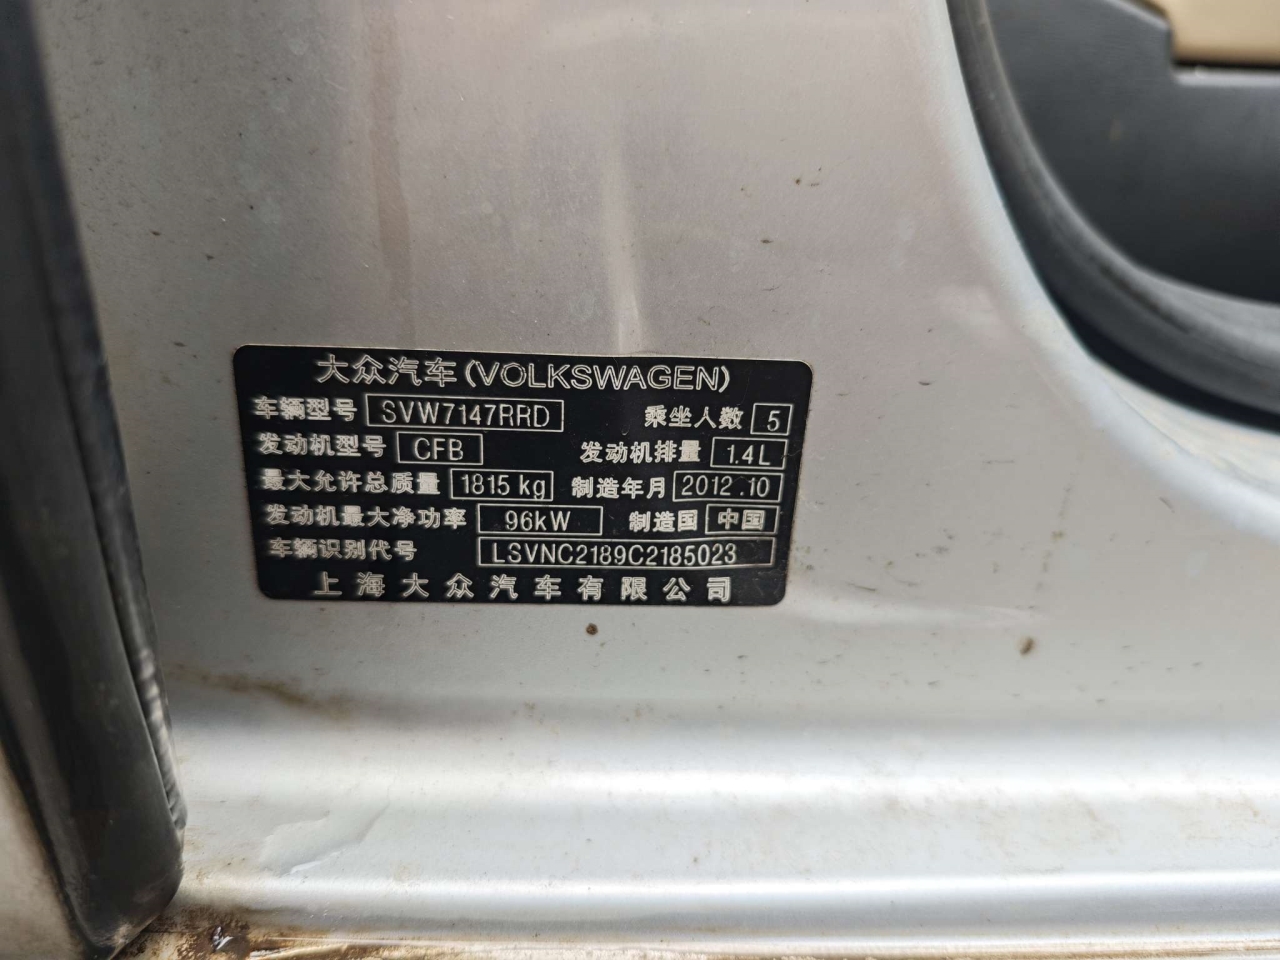 大众汽车(VOLKSWAGEN)
车辆型号 SVW7147RRD 乘坐人数 5
发动机型号 CFB 发动机排量 1.4L
最大允许总质量 1815 kg 制造年月 2012.10
发动机最大净功率 96kW 制造国 中国
车辆识别代号 LSVNC2189C2185023
上海大众汽车有限公司